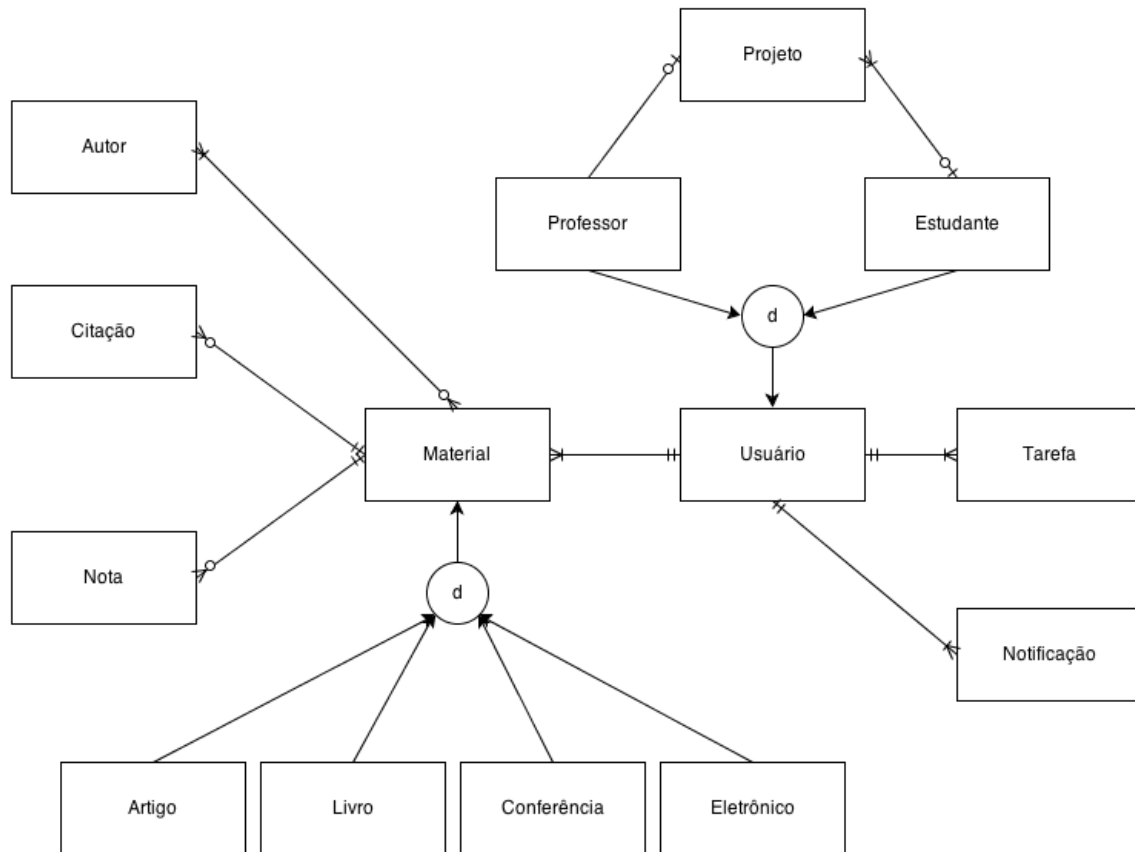 Projeto
Autor
Professor
Estudante
Citação
d
Material
Usuário
Tarefa
Nota
d
Notificação
Artigo
Livro
Conferência
Eletrônico